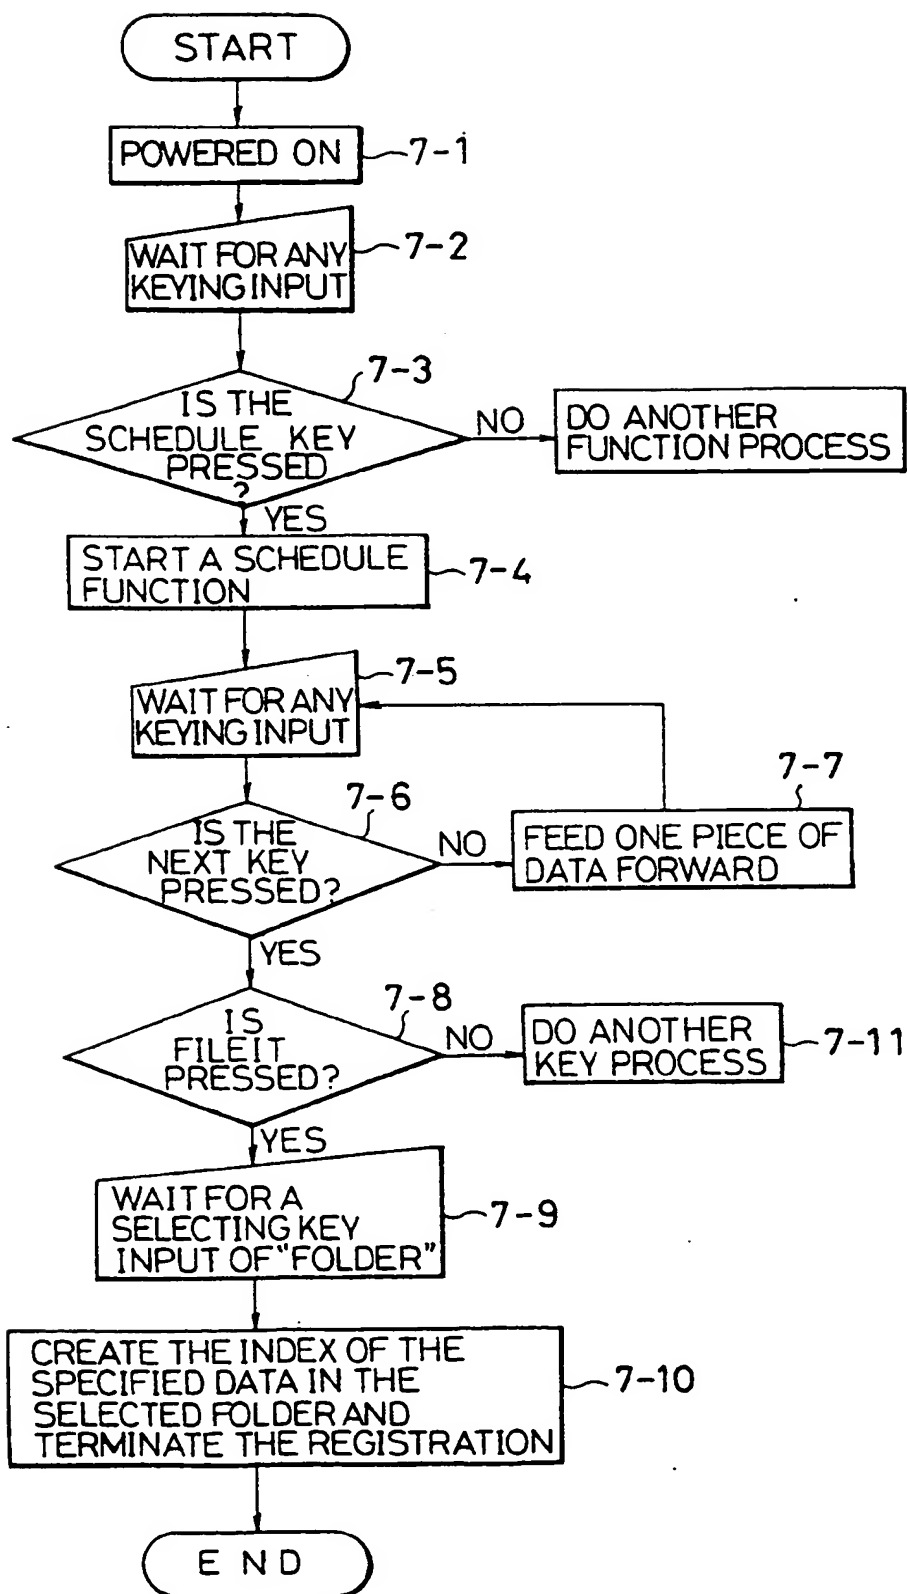 START
POWERED ON
7-1
WAIT FOR ANY
KEYING INPUT
7-2
7-3
IS THE
SCHEDULE KEY
PRESSED
?
NO
DO ANOTHER
FUNCTION PROCESS
YES
START A SCHEDULE
FUNCTION
7-4
WAIT FOR ANY
KEYING INPUT
7-5
7-6
IS THE
NEXT KEY
PRESSED?
NO
7-7
FEED ONE PIECE OF
DATA FORWARD
YES
7-8
IS
FILEIT
PRESSED?
NO
DO ANOTHER
KEY PROCESS
7-11
YES
WAIT FOR A
SELECTING KEY
INPUT OF "FOLDER"
7-9
CREATE THE INDEX OF THE
SPECIFIED DATA IN THE
SELECTED FOLDER AND
TERMINATE THE REGISTRATION
7-10
END